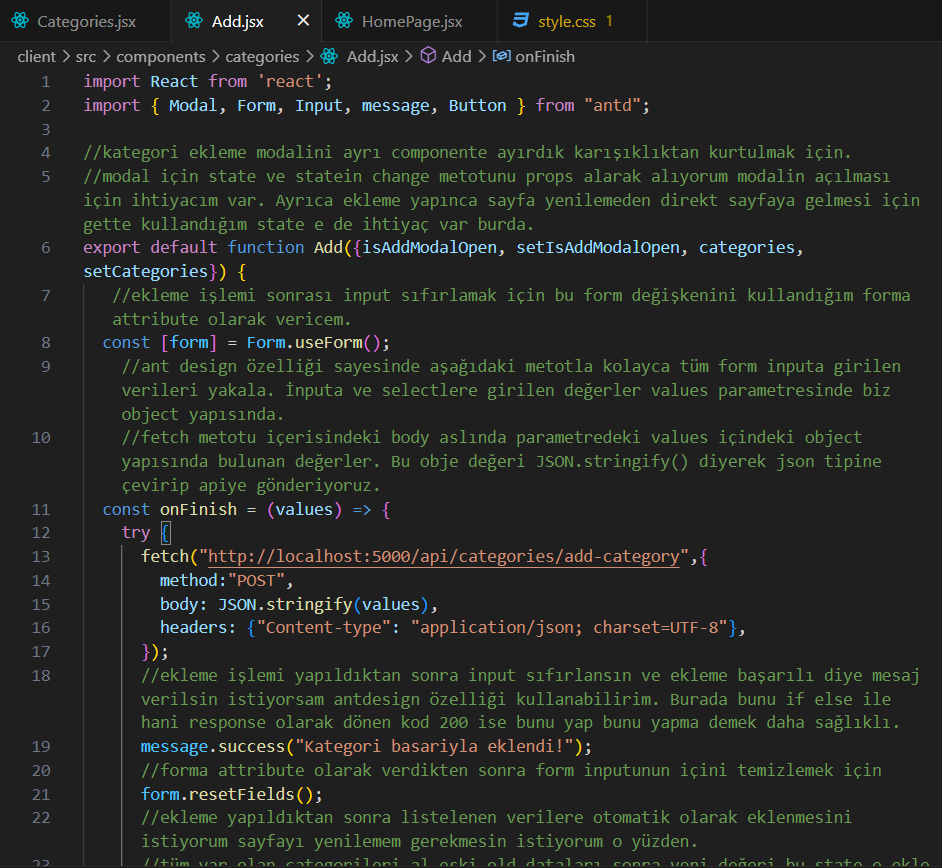 Categories.jsx Add.jsx × HomePage.jsx style.css 1
client > src > components > categories > Add.jsx > Add > onFinish
1 import React from 'react';
2 import { Modal, Form, Input, message, Button } from "antd";
3
4 //kategori ekleme modalini ayrı componente ayırdık karışıklıktan kurtulmak için.
5 //modal için state ve statein change metotunu props alarak alıyorum modalin açılması
için ihtiyacım var. Ayrıca ekleme yapınca sayfa yenilemeden direkt sayfaya gelmesi için
gette kullandığım state e de ihtiyaç var burda.
6 export default function Add({isAddModalOpen, setIsAddModalOpen, categories,
setCategories}) {
7 //ekleme işlemi sonrası input sıfırlamak için bu form değişkenini kullandığım forma
attribute olarak vericem.
8 const [form] = Form.useForm();
9 //ant design özelliği sayesinde aşağıdaki metotla kolayca tüm form inputa girilen
verileri yakala. İnputa ve selectlere girilen değerler values parametresinde biz
object yapısında.
10 //fetch metotu içerisindeki body aslında parametredeki values içindeki object
yapısında bulunan değerler. Bu obje değeri JSON.stringify() diyerek json tipine
çevirip apiye gönderiyoruz.
11 const onFinish = (values) => {
12 try {
13 fetch("http://localhost:5000/api/categories/add-category",{
14 method:"POST",
15 body: JSON.stringify(values),
16 headers: {"Content-type": "application/json; charset=UTF-8"},
17 });
18 //ekleme işlemi yapıldıktan sonra input sıfırlansın ve ekleme başarılı diye mesaj
verilsin istiyorsam antdesign özelliği kullanabilirim. Burada bunu if else ile
hani response olarak dönen kod 200 ise bunu yap bunu yapma demek daha sağlıklı.
19 message.success("Kategori basariyla eklendi!");
20 //forma attribute olarak verdikten sonra form inputunun içini temizlemek için
21 form.resetFields();
22 //ekleme yapıldıktan sonra listelenen verilere otomatik olarak eklenmesini
istiyorum sayfayı yenilemem gerekmesin istiyorum o yüzden.
23 //tüm var olan categorileri al eski old dataları sonra yeni değeri bu state e ekle